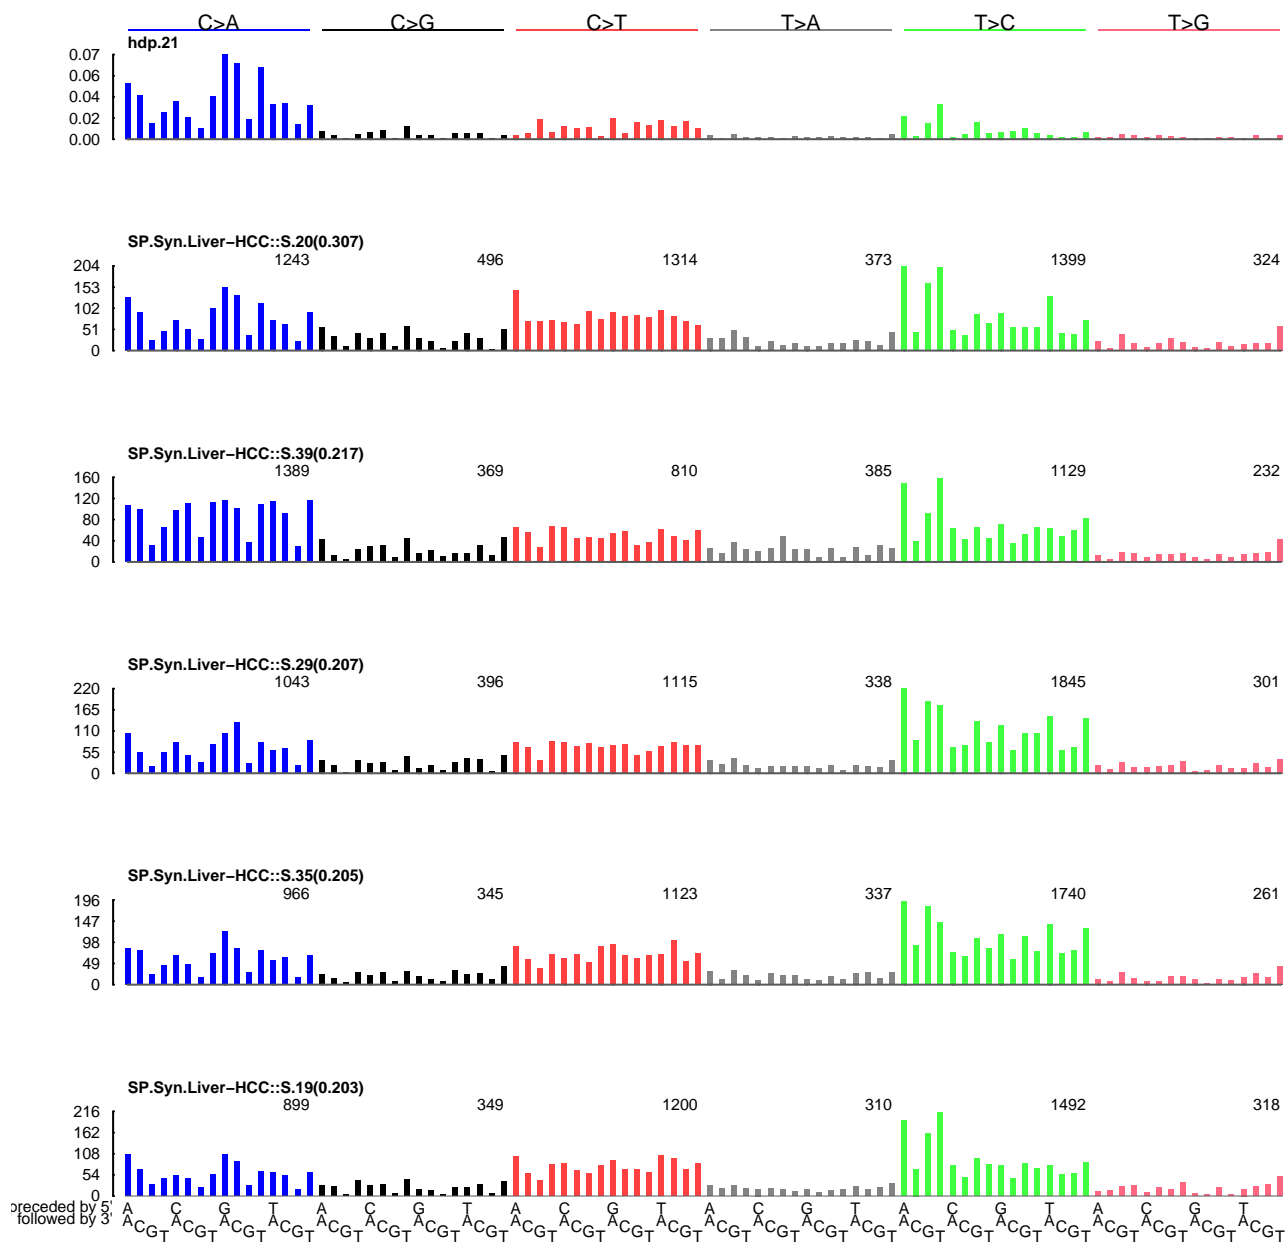 C>A C>G C>T T>A T>C T>G
hdp.21
0.07
0.06
0.04
0.02
0.00
SP.Syn.Liver−HCC::S.20(0.307)
1243 496 1314 373 1399 324
204
153
102
51
0
SP.Syn.Liver−HCC::S.39(0.217)
1389 369 810 385 1129 232
160
120
80
40
0
SP.Syn.Liver−HCC::S.29(0.207)
1043 396 1115 338 1845 301
220
165
110
55
0
SP.Syn.Liver−HCC::S.35(0.205)
966 345 1123 337 1740 261
196
147
98
49
0
SP.Syn.Liver−HCC::S.19(0.203)
899 349 1200 310 1492 318
216
162
108
54
0
preceded by 5' A C G T A C G T A C G T A C G T A C G T A C G T
followed by 3' A C G T A C G T A C G T A C G T A C G T A C G T A C G T A C G T A C G T A C G T A C G T A C G T A C G T A C G T A C G T A C G T A C G T A C G T A C G T A C G T A C G T A C G T A C G T A C G T